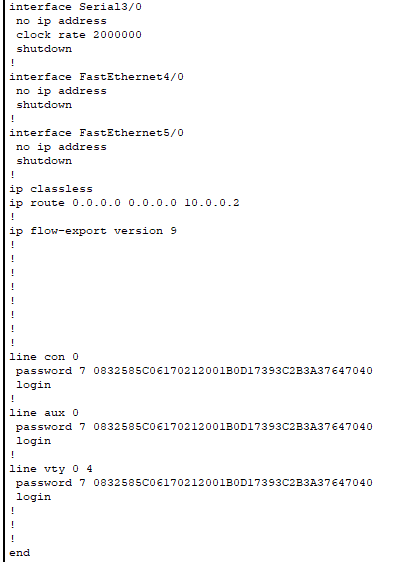 interface Serial3/0
 no ip address
 clock rate 2000000
 shutdown
!
interface FastEthernet4/0
 no ip address
 shutdown
!
interface FastEthernet5/0
 no ip address
 shutdown
!
ip classless
ip route 0.0.0.0 0.0.0.0 10.0.0.2
!
ip flow-export version 9
!
!
!
!
!
!
!
!
line con 0
 password 7 0832585C06170212001B0D17393C2B3A37647040
 login
!
line aux 0
 password 7 0832585C06170212001B0D17393C2B3A37647040
 login
!
line vty 0 4
 password 7 0832585C06170212001B0D17393C2B3A37647040
 login
!
!
!
end